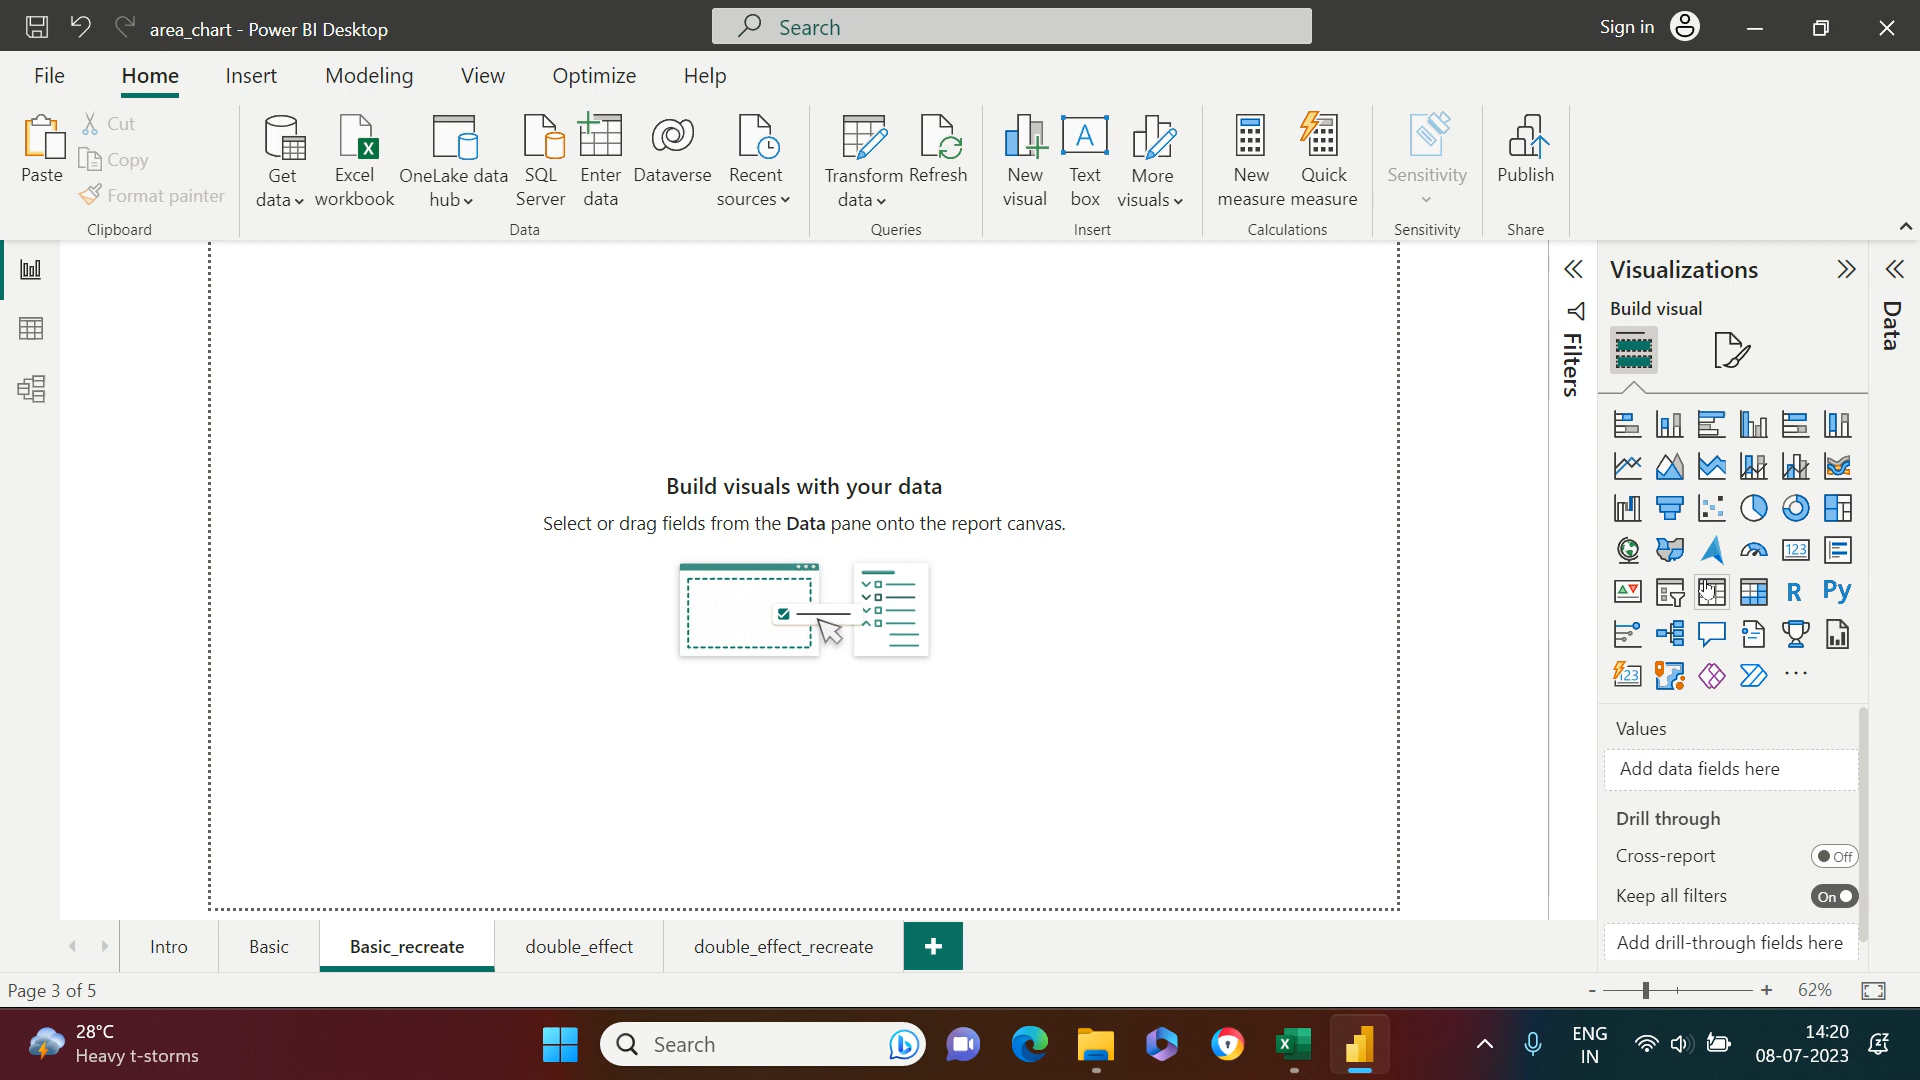 area_chart - Power BI Desktop
Search
Sign in
File
Home
Insert
Modeling
View
Optimize
Help
Paste
Cut
Copy
Format painter
Clipboard
Get
data
Excel
workbook
OneLake data
hub
SQL
Server
Enter
data
Dataverse
Recent
sources
Data
Transform
data
Refresh
Queries
New
visual
Text
box
More
visuals
Insert
New
measure
Quick
measure
Calculations
Sensitivity
Sensitivity
Publish
Share
Build visuals with your data
Select or drag fields from the Data pane onto the report canvas.
Filters
Visualizations
Build visual
123
R
Py
123
Values
Add data fields here
Drill through
Cross-report
Off
Keep all filters
On
Add drill-through fields here
Data
Intro
Basic
Basic_recreate
double_effect
double_effect_recreate
Page 3 of 5
62%
28°C
Heavy t-storms
Search
ENG
IN
14:20
08-07-2023